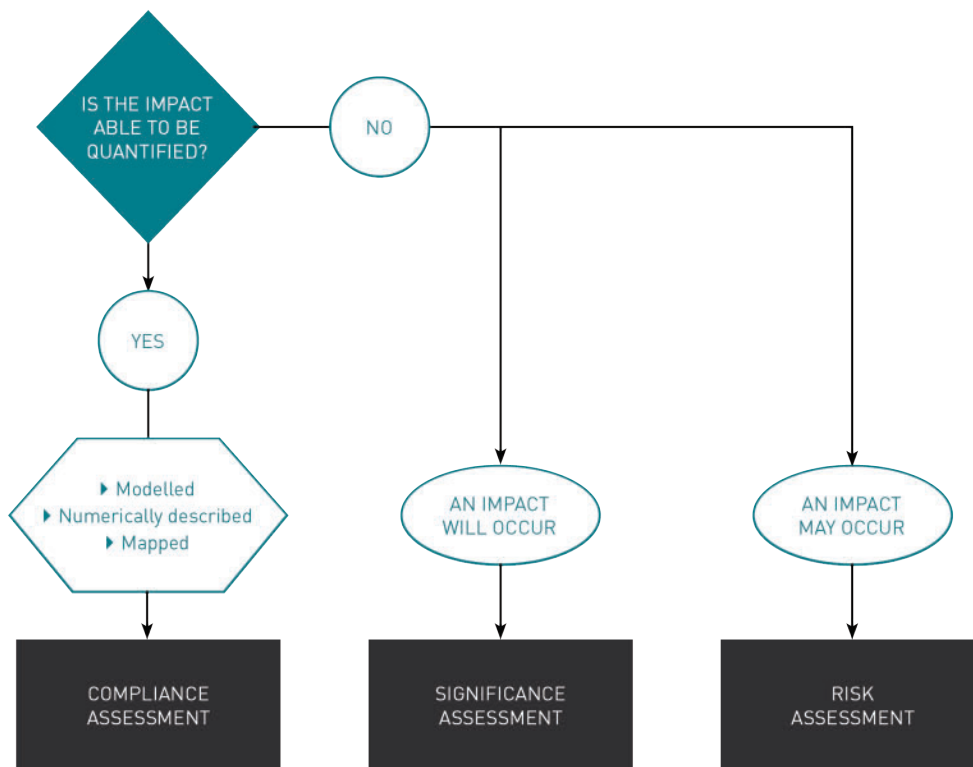 IS THE IMPACT
ABLE TO BE
QUANTIFIED?
NO
YES
Modelled
Numerically described
Mapped
AN IMPACT
WILL OCCUR
AN IMPACT
MAY OCCUR
COMPLIANCE
ASSESSMENT
SIGNIFICANCE
ASSESSMENT
RISK
ASSESSMENT